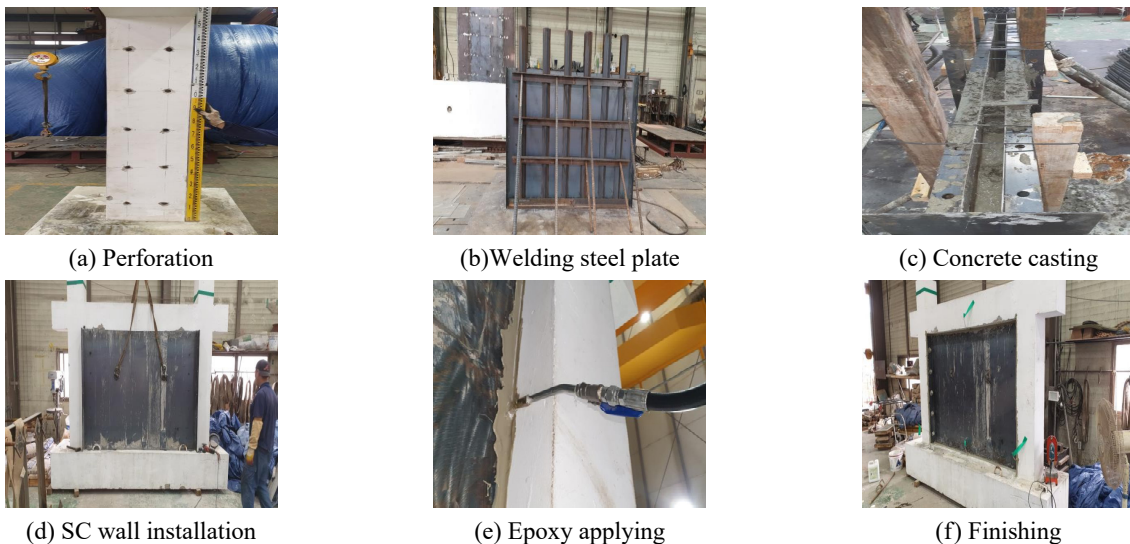 (a) Perforation
(b)Welding steel plate
(c) Concrete casting
(d) SC wall installation
(e) Epoxy applying
(f) Finishing